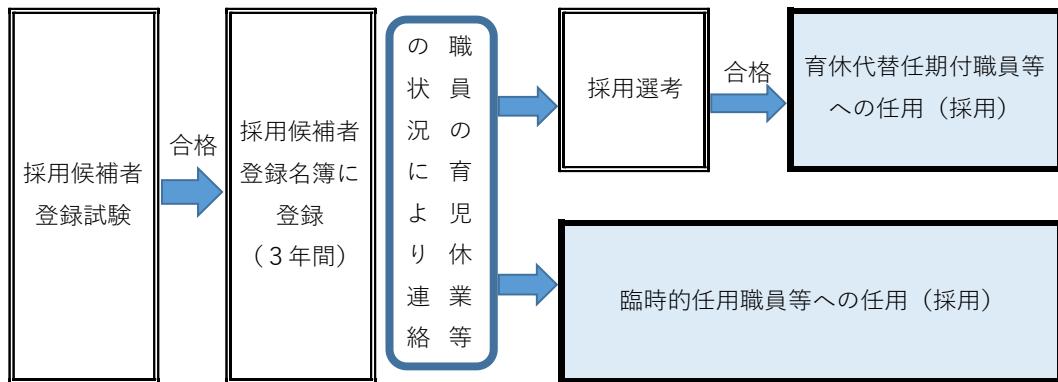 採用候補者
登録試験
合格
採用候補者
登録名簿に
登録
（３年間）
職員の育児休業等
の状況により連絡
採用選考
合格
育休代替任期付職員等
への任用（採用）
臨時的任用職員等への任用（採用）